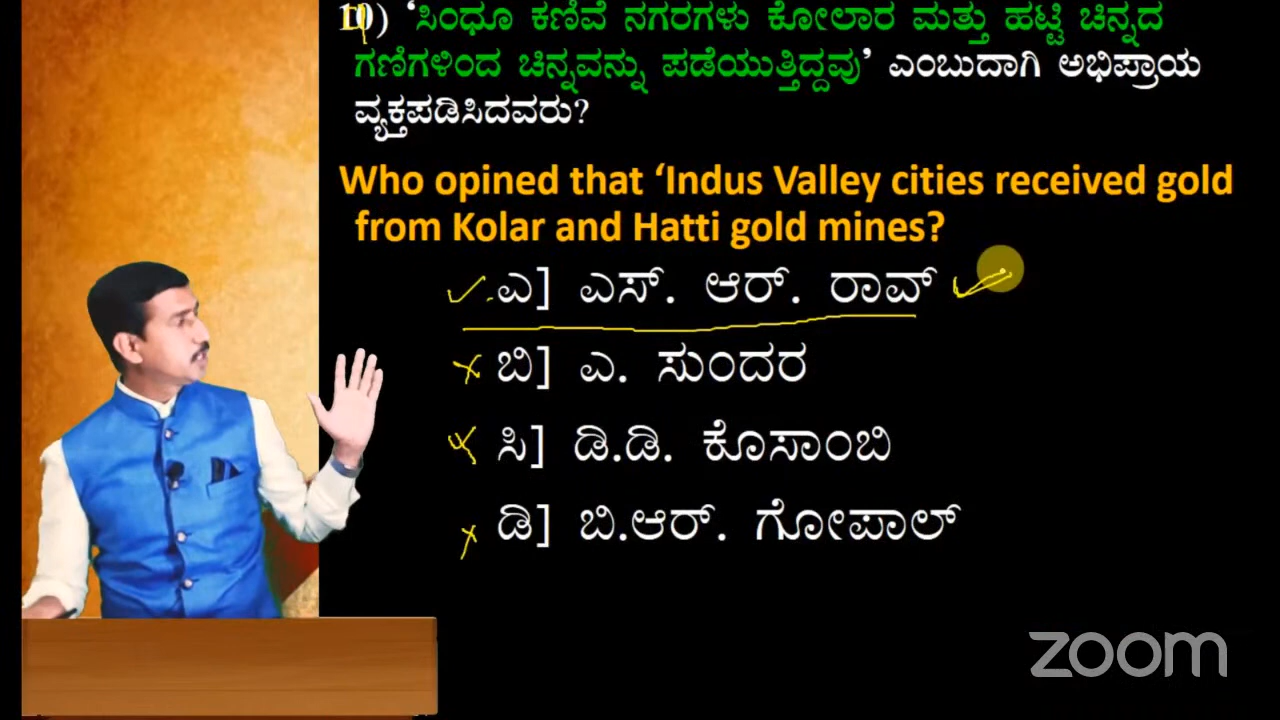 10) ‘ಸಿಂಧೂ ಕಣಿವೆ ನಗರಗಳು ಕೋಲಾರ ಮತ್ತು ಹಟ್ಟಿ ಚಿನ್ನದ
ಗಣಿಗಳಿಂದ ಚಿನ್ನವನ್ನು ಪಡೆಯುತ್ತಿದ್ದವು’ ಎಂಬುದಾಗಿ ಅಭಿಪ್ರಾಯ
ವ್ಯಕ್ತಪಡಿಸಿದವರು?
Who opined that ‘Indus Valley cities received gold
from Kolar and Hatti gold mines?
ಎ] ಎಸ್. ಆರ್. ರಾವ್
ಬಿ] ಎ. ಸುಂದರ
ಸಿ] ಡಿ.ಡಿ. ಕೊಸಾಂಬಿ
ಡಿ] ಬಿ.ಆರ್. ಗೋಪಾಲ್
zoom